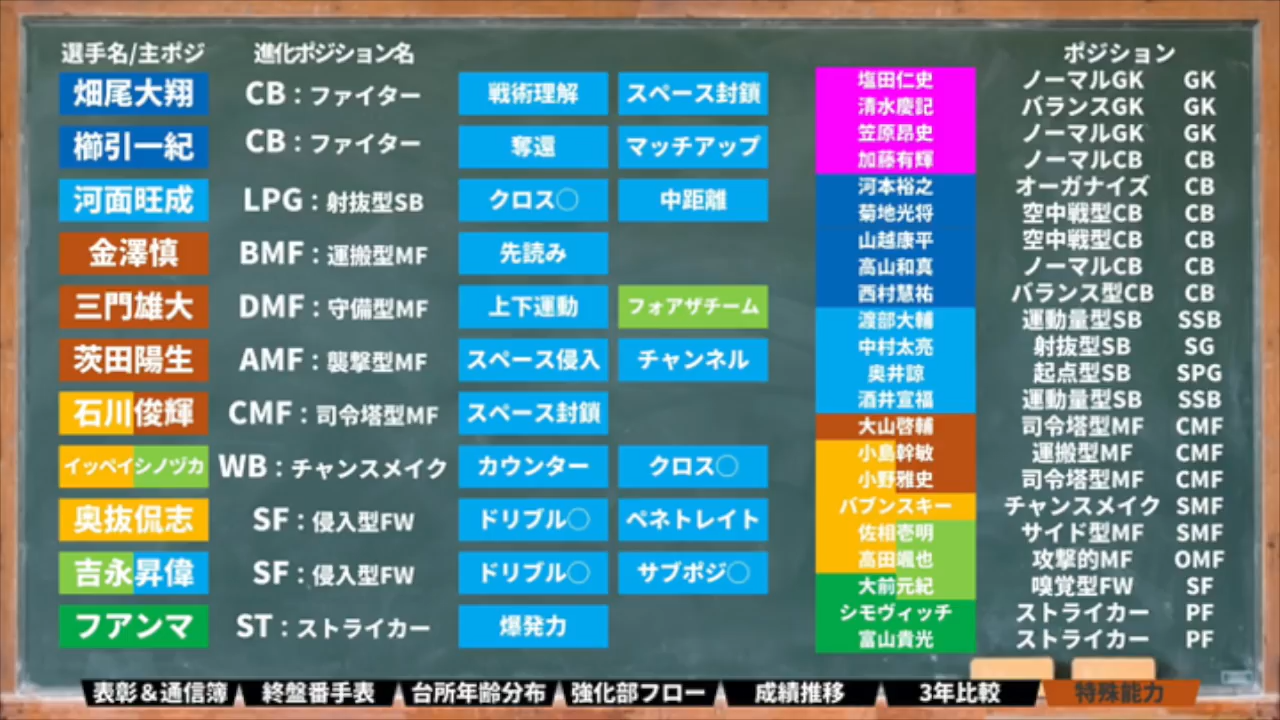 選手名/主ポジ 進化ポジション名
畑尾大翔 CB：ファイター 戦術理解 スペース封鎖
櫛引一紀 CB：ファイター 奪還 マッチアップ
河面旺成 LPG：射抜型SB クロス〇 中距離
金澤慎 BMF：運搬型MF 先読み
三門雄大 DMF：守備型MF 上下運動 フォアザチーム
茨田陽生 AMF：襲撃型MF スペース侵入 チャンネル
石川俊輝 CMF：司令塔型MF スペース封鎖
イッペイシノヅカ WB：チャンスメイク カウンター クロス〇
奥抜侃志 SF：侵入型FW ドリブル〇 ペネトレイト
吉永昇偉 SF：侵入型FW ドリブル〇 サブポジ〇
フアンマ ST：ストライカー 爆発力
ポジション
塩田仁史 ノーマルGK GK
清水慶記 バランスGK GK
笠原昂史 ノーマルGK GK
加藤有輝 ノーマルCB CB
河本裕之 オーガナイズ CB
菊地光将 空中戦型CB CB
山越康平 空中戦型CB CB
高山和真 ノーマルCB CB
西村慧祐 バランス型CB CB
渡部大輔 運動量型SB SSB
中村太亮 射抜型SB SG
奥井諒 起点型SB SPG
酒井宣福 運動量型SB SSB
大山啓輔 司令塔型MF CMF
小島幹敏 運搬型MF CMF
小野雅史 司令塔型MF CMF
バブンスキー チャンスメイク SMF
佐相壱明 サイド型MF SMF
高田颯也 攻撃的MF OMF
大前元紀 嗅覚型FW SF
シモヴィッチ ストライカー PF
富山貴光 ストライカー PF
表彰＆通信簿 終盤番手表 台所年齢分布 強化部フロー 成績推移 3年比較 特殊能力